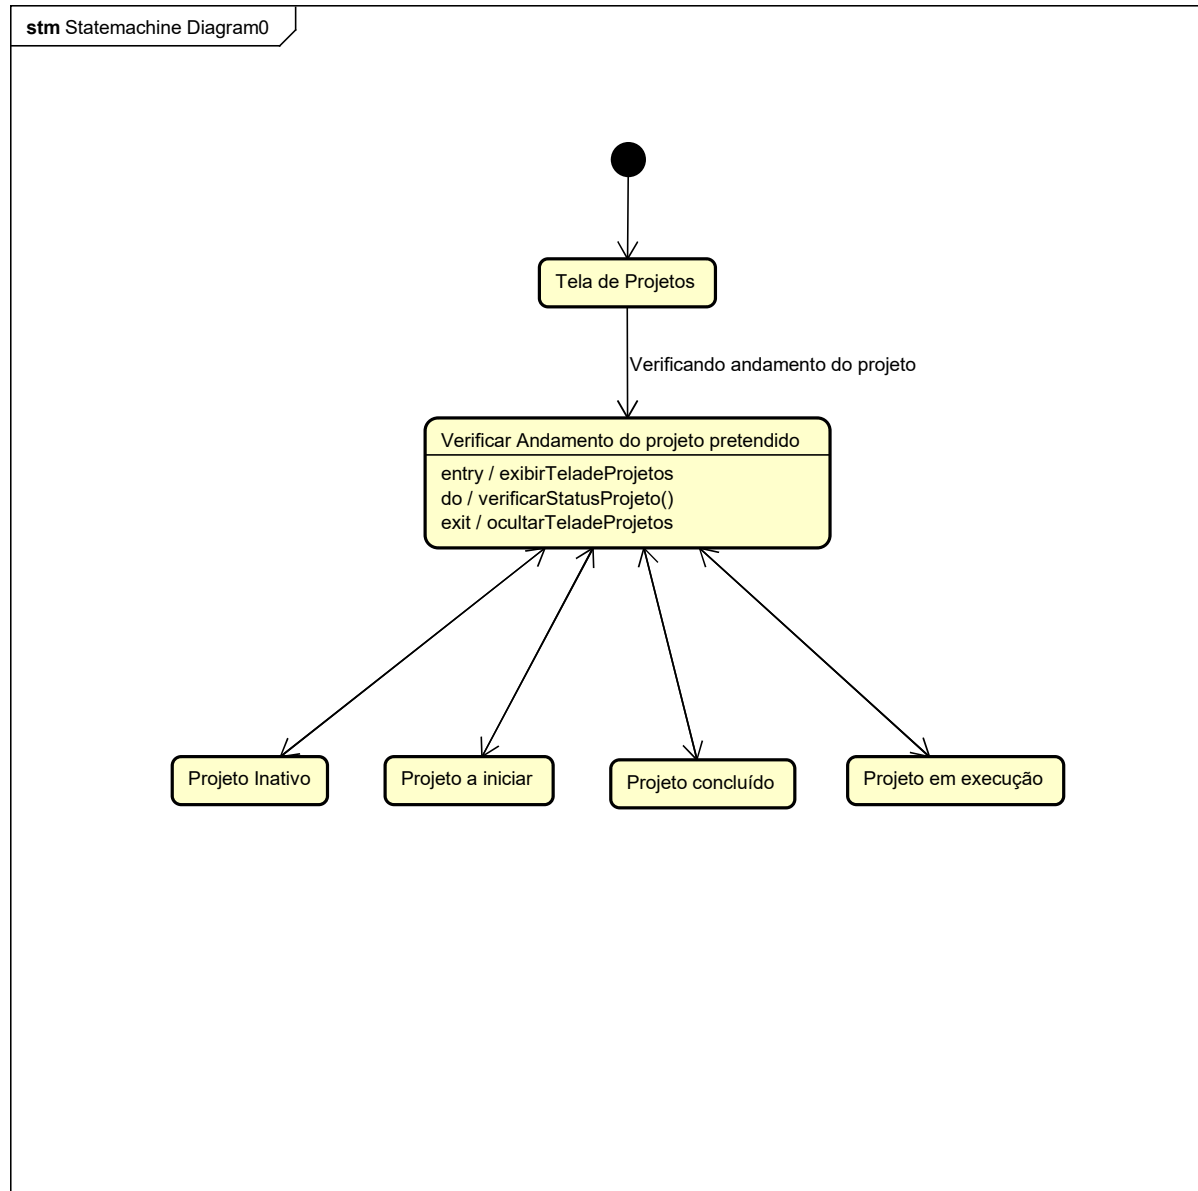 stm Statemachine Diagram0
Tela de Projetos
Verificando andamento do projeto
Verificar Andamento do projeto pretendido
entry / exibirTeladeProjetos
do / verificarStatusProjeto()
exit / ocultarTeladeProjetos
Projeto Inativo
Projeto a iniciar
Projeto concluído
Projeto em execução